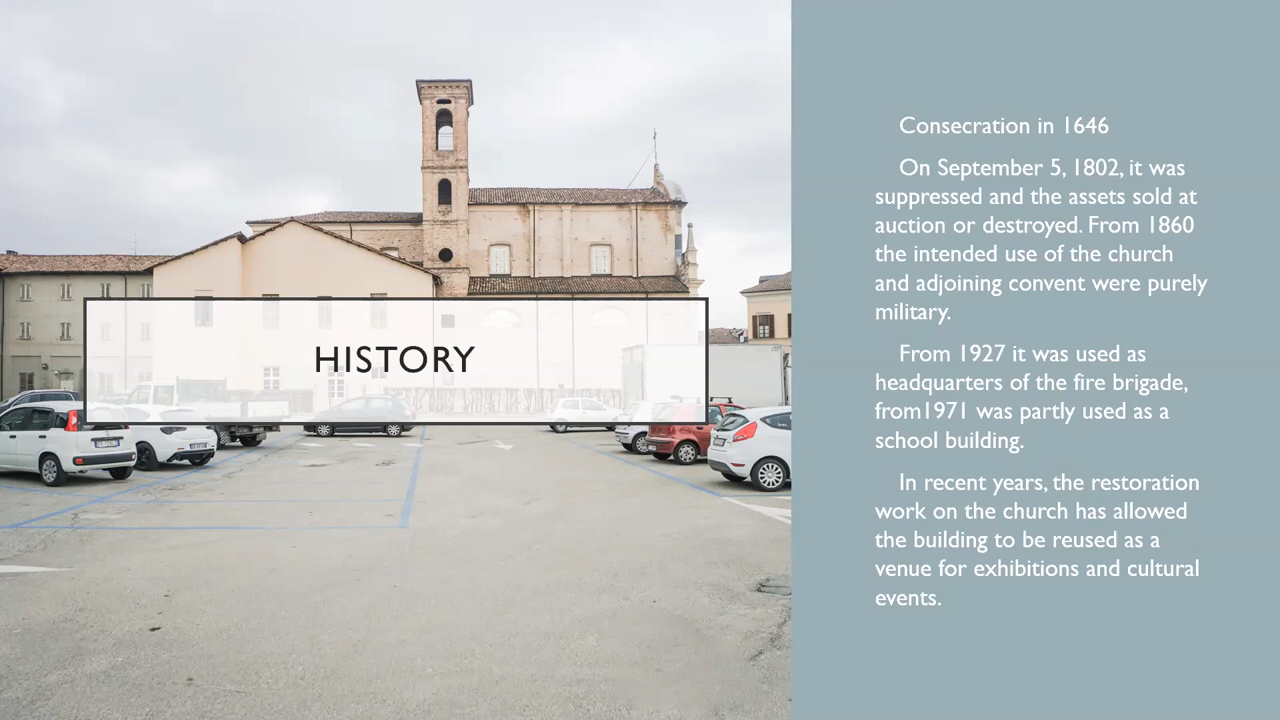 HISTORY
Consecration in 1646
On September 5, 1802, it was
suppressed and the assets sold at
auction or destroyed. From 1860
the intended use of the church
and adjoining convent were purely
military.
From 1927 it was used as
headquarters of the fire brigade,
from1971 was partly used as a
school building.
In recent years, the restoration
work on the church has allowed
the building to be reused as a
venue for exhibitions and cultural
events.